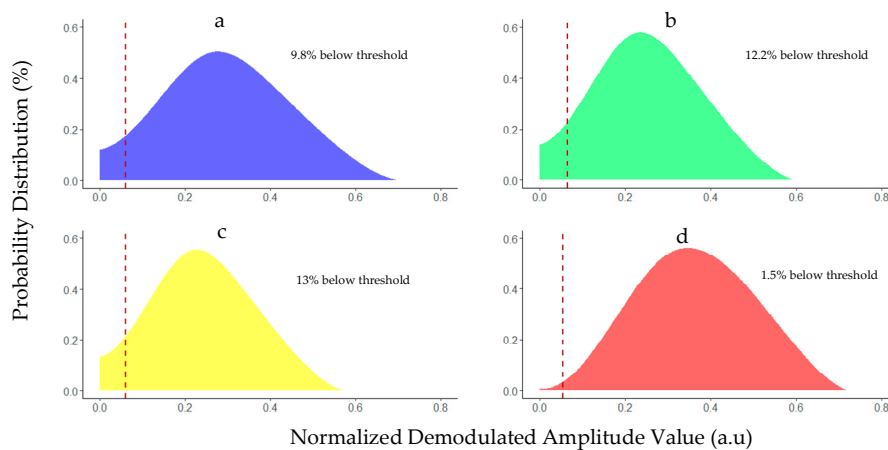 a
b
0.6
0.4
0.2
0.0
9.8% below threshold
0.0 0.2 0.4 0.6 0.8
0.6
0.4
0.2
0.0
12.2% below threshold
0.0 0.2 0.4 0.6 0.8
c
d
0.6
0.4
0.2
0.0
13% below threshold
0.0 0.2 0.4 0.6 0.8
0.6
0.4
0.2
0.0
1.5% below threshold
0.0 0.2 0.4 0.6 0.8
Probability Distribution (%)
Normalized Demodulated Amplitude Value (a.u)